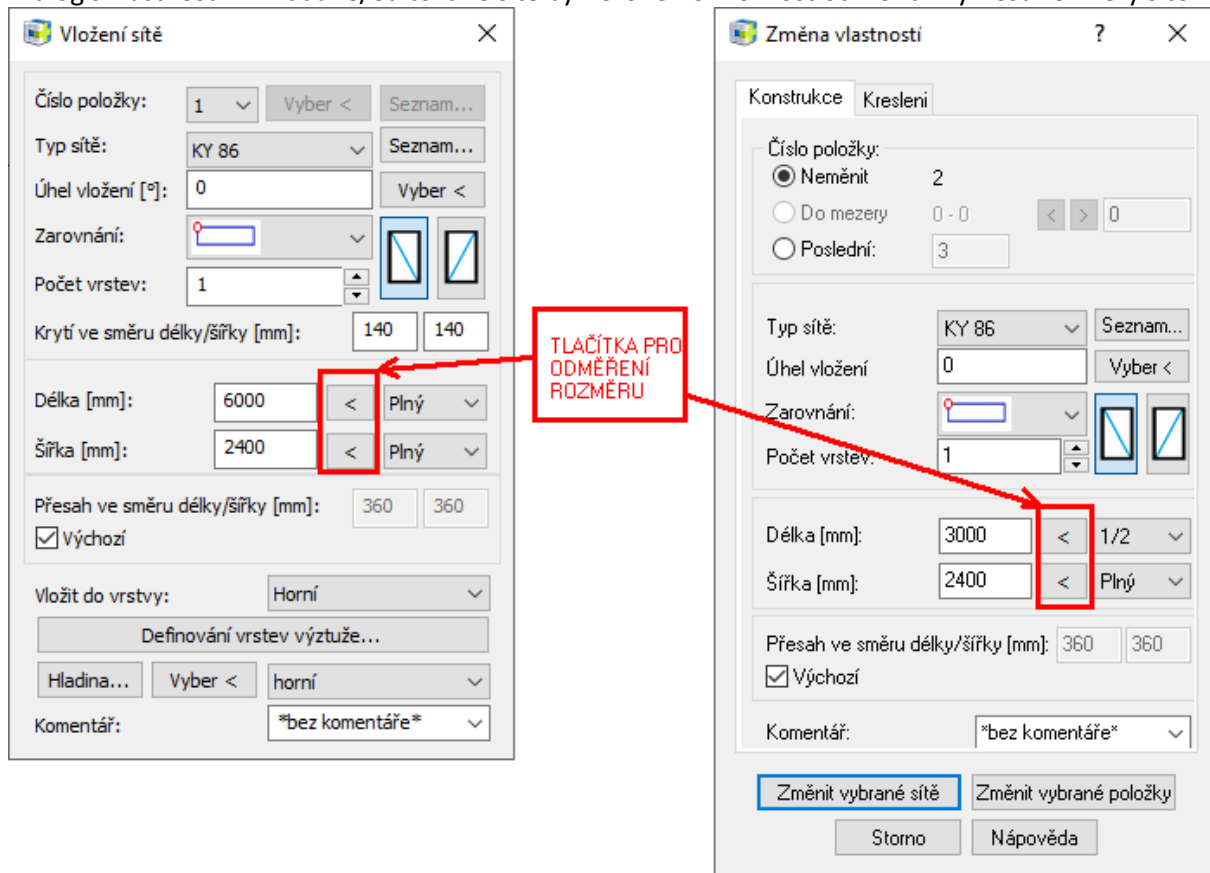 Vložení sítě
Číslo položky: 1 Vyber < Seznam...
Typ sítě: KY 86 Seznam...
Úhel vložení [°]: 0 Vyber <
Zarovnání:
Počet vrstev: 1
Krytí ve směru délky/šířky [mm]: 140 140
Délka [mm]: 6000 < Plný
Šířka [mm]: 2400 < Plný
Přesah ve směru délky/šířky [mm]: 360 360
Výchozí
Vložit do vrstvy: Horní
Definování vrstev výztuže...
Hladina... Vyber < horní
Komentář: *bez komentáře*
TLAČÍTKA PRO
ODMĚŘENÍ
ROZMĚRU
Změna vlastností ?
Konstrukce Kresleni
Číslo položky:
Neměnit 2
Do mezery 0 - 0 < > 0
Poslední: 3
Typ sítě: KY 86 Seznam...
Úhel vložení 0 Vyber <
Zarovnání:
Počet vrstev: 1
Délka [mm]: 3000 < 1/2
Šířka [mm]: 2400 < Plný
Přesah ve směru délky/šířky [mm]: 360 360
Výchozí
Komentář: *bez komentáře*
Změnit vybrané sítě Změnit vybrané položky
Storno Nápověda